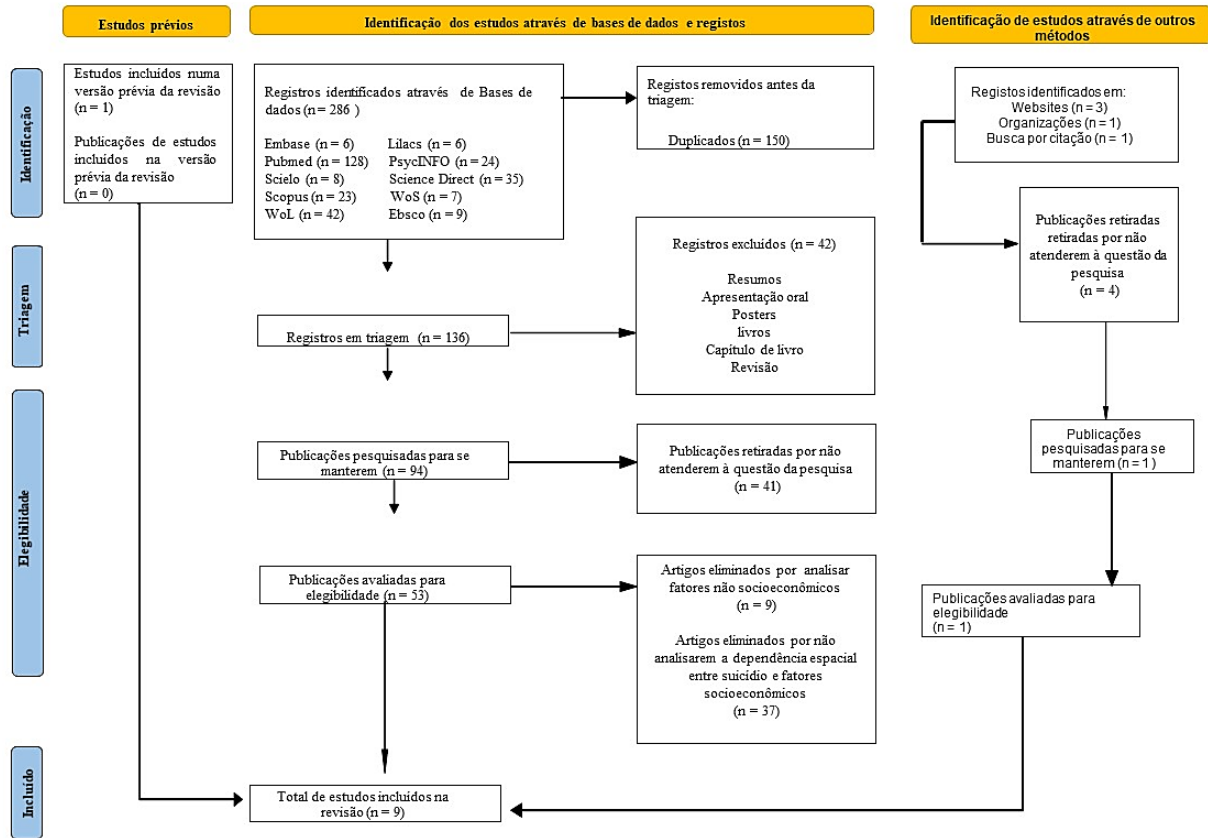 Estudos prévios
Identificação dos estudos através de bases de dados e registos
Identificação de estudos através de outros
métodos
Identificação
Estudos incluídos numa
versão prévia da revisão
(n = 1)
Publicações de estudos
incluídos na versão
prévia da revisão
(n = 0)
Registros identificados através de Bases de
dados (n = 286 )
Embase (n = 6) Lilacs (n = 6)
Pubmed (n = 128) PsycINFO (n = 24)
Scielo (n = 8) Science Direct (n = 35)
Scopus (n = 23) WoS (n = 7)
WoL (n = 42) Ebsco (n = 9)
Registos removidos antes da
triagem:
Duplicados (n = 150)
Registos identificados em:
Websites (n = 3)
Organizações (n = 1)
Busca por citação (n = 1)
Publicações retiradas
retiradas por não
atenderem à questão da
pesquisa
(n = 4)
Triagem
Registros em triagem (n = 136)
Registros excluídos (n = 42)
Resumos
Apresentação oral
Posters
livros
Capítulo de livro
Revisão
Elegibilidade
Publicações pesquisadas para se
manterem (n = 94)
Publicações retiradas por não
atenderem à questão da pesquisa
(n = 41)
Publicações
pesquisadas para se
manterem (n = 1 )
Publicações avaliadas para
elegibilidade (n = 53)
Artigos eliminados por analisar
fatores não socioeconômicos
(n = 9)
Artigos eliminados por não
analisarem a dependência espacial
entre suicídio e fatores
socioeconômicos
(n = 37)
Publicações avaliadas para
elegibilidade
(n = 1)
Incluído
Total de estudos incluídos na
revisão (n = 9)